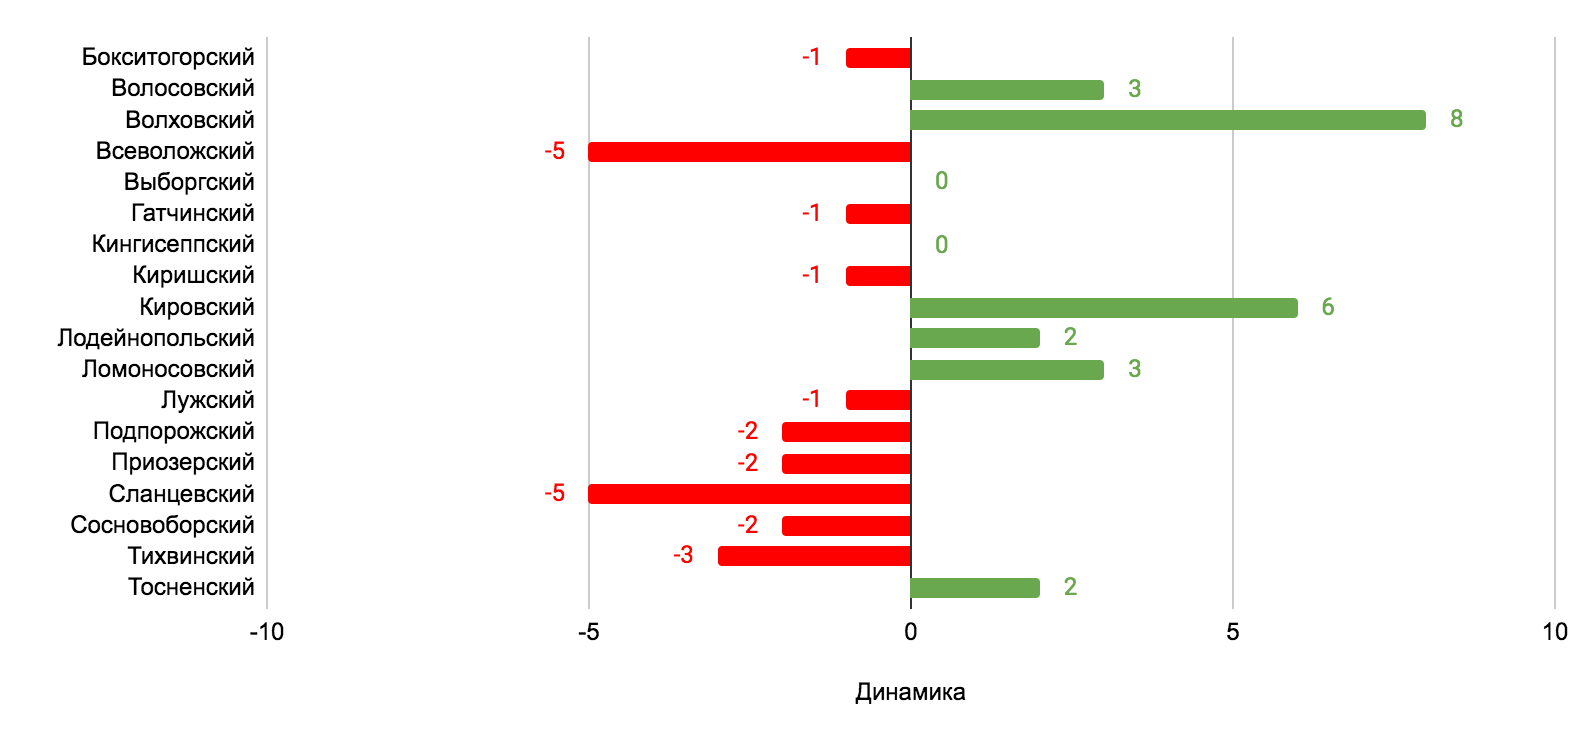 Бокситогорский -1
Волосовский 3
Волховский 8
Всеволожский -5
Выборгский 0
Гатчинский -1
Кингисеппский 0
Киришский -1
Кировский 6
Лодейнопольский 2
Ломоносовский 3
Лужский -1
Подпорожский -2
Приозерский -2
Сланцевский -5
Сосновоборский -2
Тихвинский -3
Тосненский 2
-10 -5 0 5 10
Динамика